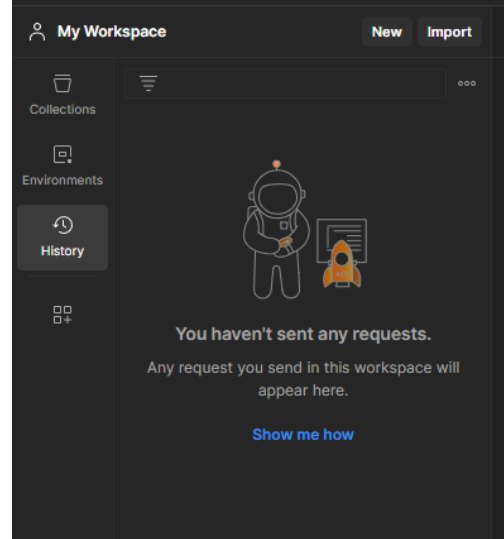 My Workspace
New
Import
Collections
Environments
History
You haven't sent any requests.
Any request you send in this workspace will
appear here.
Show me how